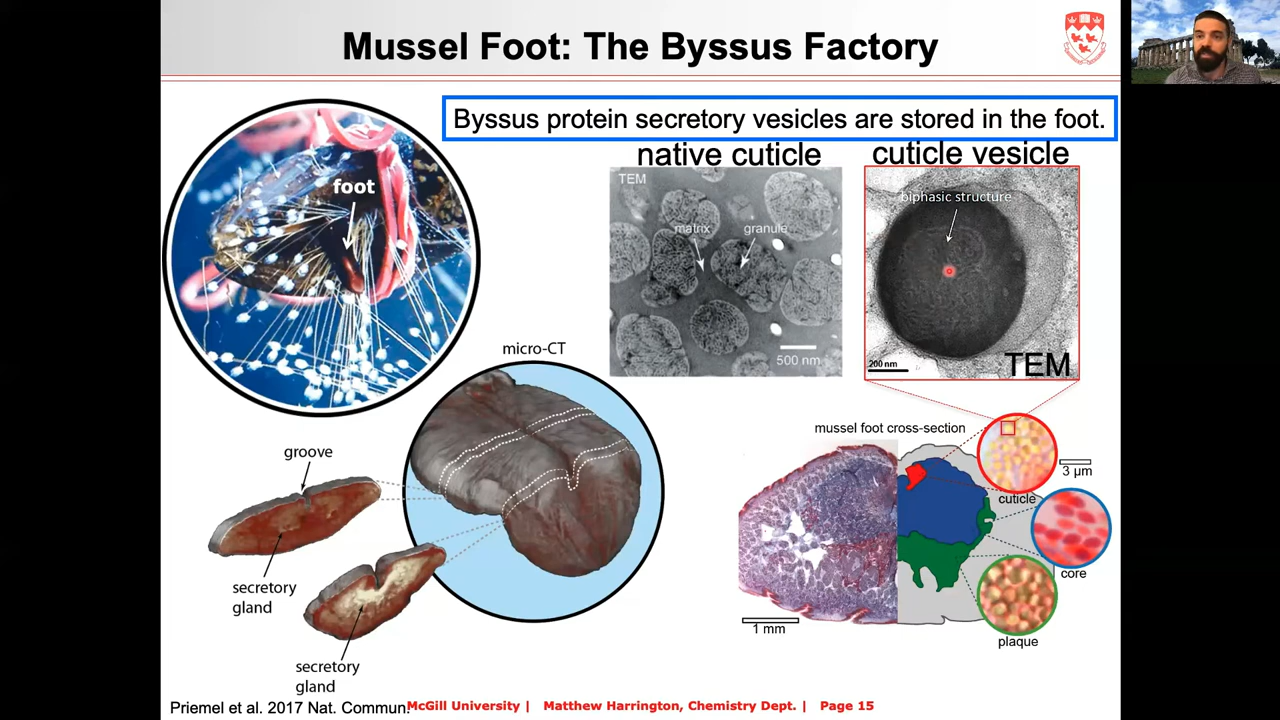 Mussel Foot: The Byssus Factory
Byssus protein secretory vesicles are stored in the foot.
native cuticle
cuticle vesicle
foot
TEM
matrix
granule
500 nm
biphasic structure
200 nm
TEM
micro-CT
groove
secretory
gland
secretory
gland
mussel foot cross-section
3 µm
cuticle
core
plaque
1 mm
Priemel et al. 2017 Nat. Commun.
McGill University | Matthew Harrington, Chemistry Dept. | Page 15